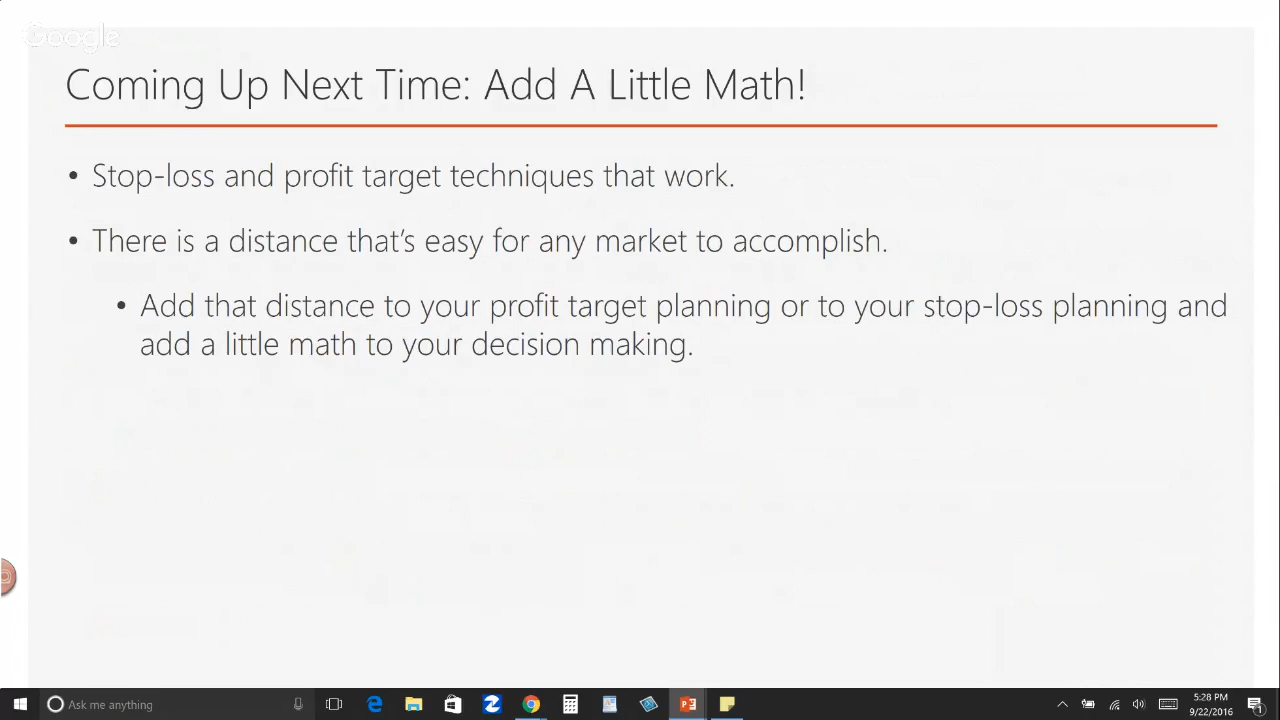 Google
Coming Up Next Time: Add A Little Math!
• Stop-loss and profit target techniques that work.
• There is a distance that's easy for any market to accomplish.
• Add that distance to your profit target planning or to your stop-loss planning and
add a little math to your decision making.
Ask me anything
5:28 PM
9/22/2016